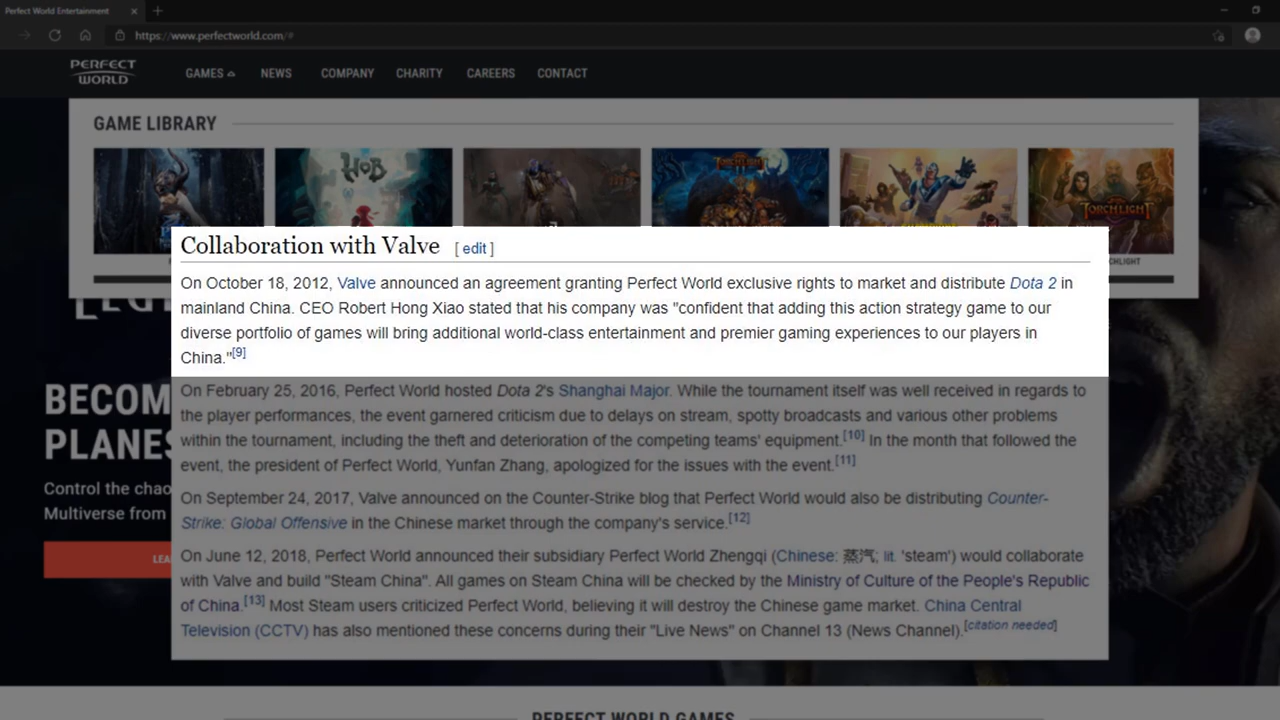 Perfect World Entertainment
https://www.perfectworld.com/#
PERFECT WORLD
GAMES NEWS COMPANY CHARITY CAREERS CONTACT
GAME LIBRARY
HOB
TORCHLIGHT
TORCHLIGHT
Collaboration with Valve [ edit ]
On October 18, 2012, Valve announced an agreement granting Perfect World exclusive rights to market and distribute Dota 2 in
mainland China. CEO Robert Hong Xiao stated that his company was "confident that adding this action strategy game to our
diverse portfolio of games will bring additional world-class entertainment and premier gaming experiences to our players in
China."[9]
On February 25, 2016, Perfect World hosted Dota 2's Shanghai Major. While the tournament itself was well received in regards to
the player performances, the event garnered criticism due to delays on stream, spotty broadcasts and various other problems
within the tournament, including the theft and deterioration of the competing teams' equipment.[10] In the month that followed the
event, the president of Perfect World, Yunfan Zhang, apologized for the issues with the event.[11]
On September 24, 2017, Valve announced on the Counter-Strike blog that Perfect World would also be distributing Counter-
Strike: Global Offensive in the Chinese market through the company's service.[12]
On June 12, 2018, Perfect World announced their subsidiary Perfect World Zhengqi (Chinese: 蒸汽; lit. 'steam') would collaborate
with Valve and build "Steam China". All games on Steam China will be checked by the Ministry of Culture of the People's Republic
of China.[13] Most Steam users criticized Perfect World, believing it will destroy the Chinese game market. China Central
Television (CCTV) has also mentioned these concerns during their "Live News" on Channel 13 (News Channel).[citation needed]
BECOM
PLANES
Control the chao
Multiverse from
LEA
PERFECT WORLD GAMES